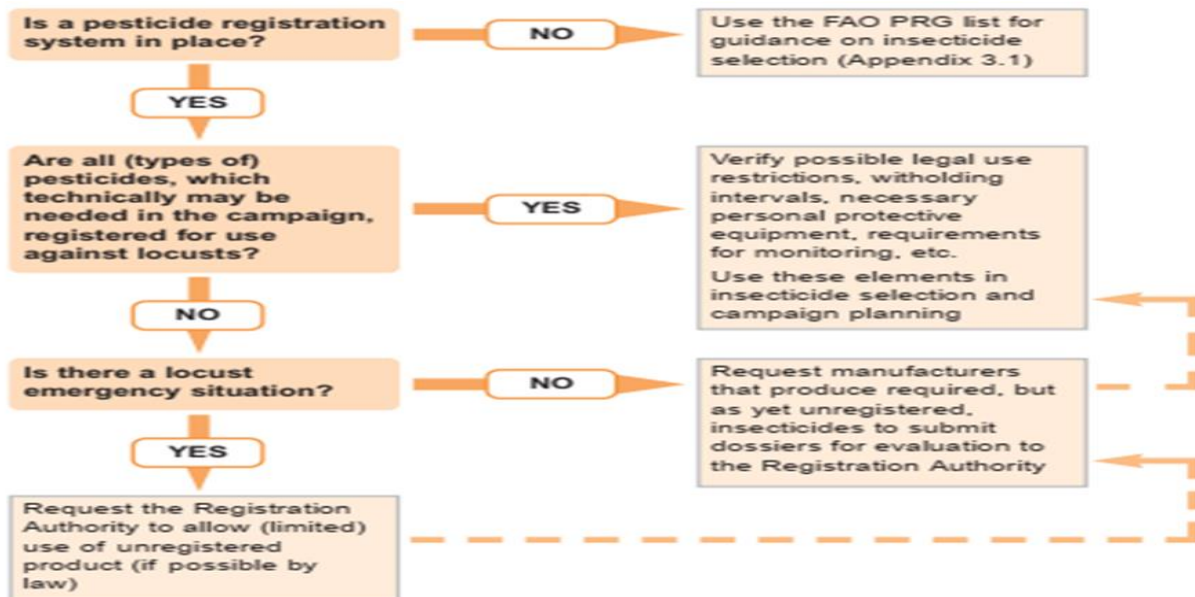 Is a pesticide registration
system in place?
NO
Use the FAO PRG list for
guidance on insecticide
selection (Appendix 3.1)
YES
Are all (types of)
pesticides, which
technically may be
needed in the campaign,
registered for use
against locusts?
YES
Verify possible legal use
restrictions, witholding
intervals, necessary
personal protective
equipment, requirements
for monitoring, etc.
Use these elements in
insecticide selection and
campaign planning
NO
Is there a locust
emergency situation?
NO
Request manufacturers
that produce required, but
as yet unregistered,
insecticides to submit
dossiers for evaluation to
the Registration Authority
YES
Request the Registration
Authority to allow (limited)
use of unregistered
product (if possible by
law)